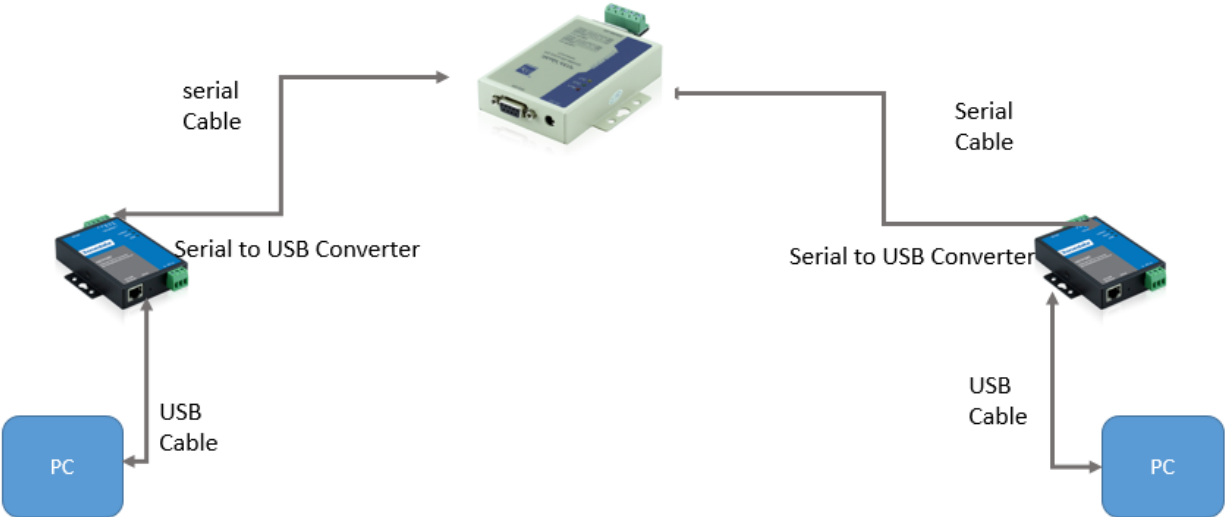 serial
Cable
Serial
Cable
Serial to USB Converter
Serial to USB Converter
USB
Cable
USB
Cable
PC
PC